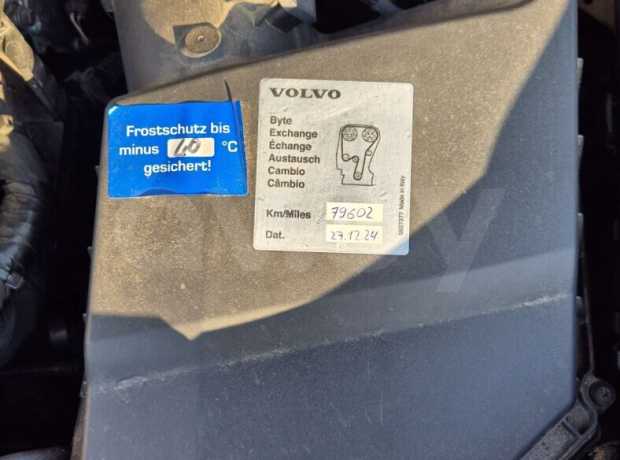 Frostschutz bis
minus 40 °C
gesichert!
VOLVO
Byte
Exchange
Échange
Austausch
Cambio
Câmbio
Km/Miles 79602
Dat. 27.12.24